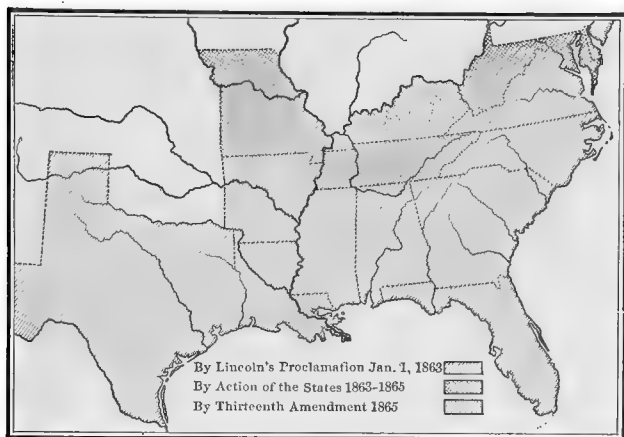 By Lincoln's Proclamation Jan. 1, 1863
By Action of the States 1863-1865
By Thirteenth Amendment 1865